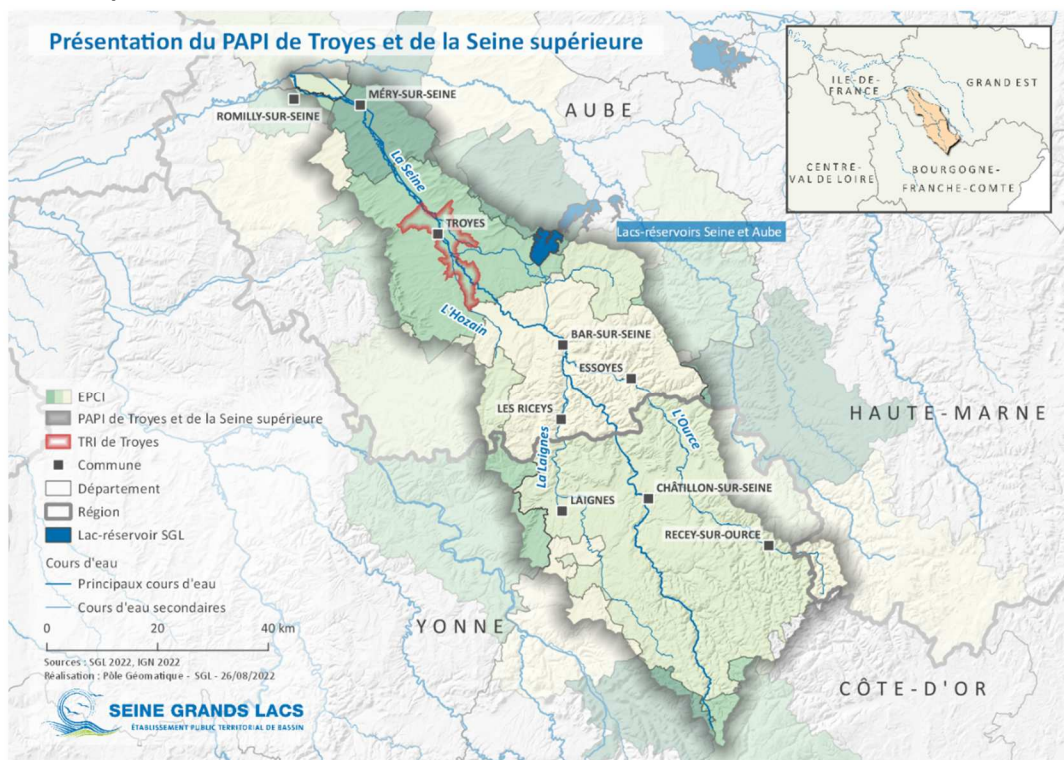 Présentation du PAPI de Troyes et de la Seine supérieure
ROMILLY-SUR-SEINE
MÉRY-SUR-SEINE
AUBE
La Seine
TROYES
Lacs-réservoirs Seine et Aube
L'Hozain
BAR-SUR-SEINE
ESSOYES
LES RICEYS
L'Ource
HAUTE-MARNE
La Laignes
LAIGNES
CHÂTILLON-SUR-SEINE
RECEY-SUR-OURCE
YONNE
CÔTE-D'OR
ILE-DE-
FRANCE
GRAND EST
CENTRE-
VAL DE LOIRE
BOURGOGNE-
FRANCHE-COMTE
EPCI
PAPI de Troyes et de la Seine supérieure
TRI de Troyes
Commune
Département
Région
Lac-réservoir SGL
Cours d'eau
Principaux cours d'eau
Cours d'eau secondaires
0 20 40 km
Sources : SGL 2022, IGN 2022
Réalisation : Pôle Géomatique - SGL - 26/08/2022
SEINE GRANDS LACS
ÉTABLISSEMENT PUBLIC TERRITORIAL DE BASSIN